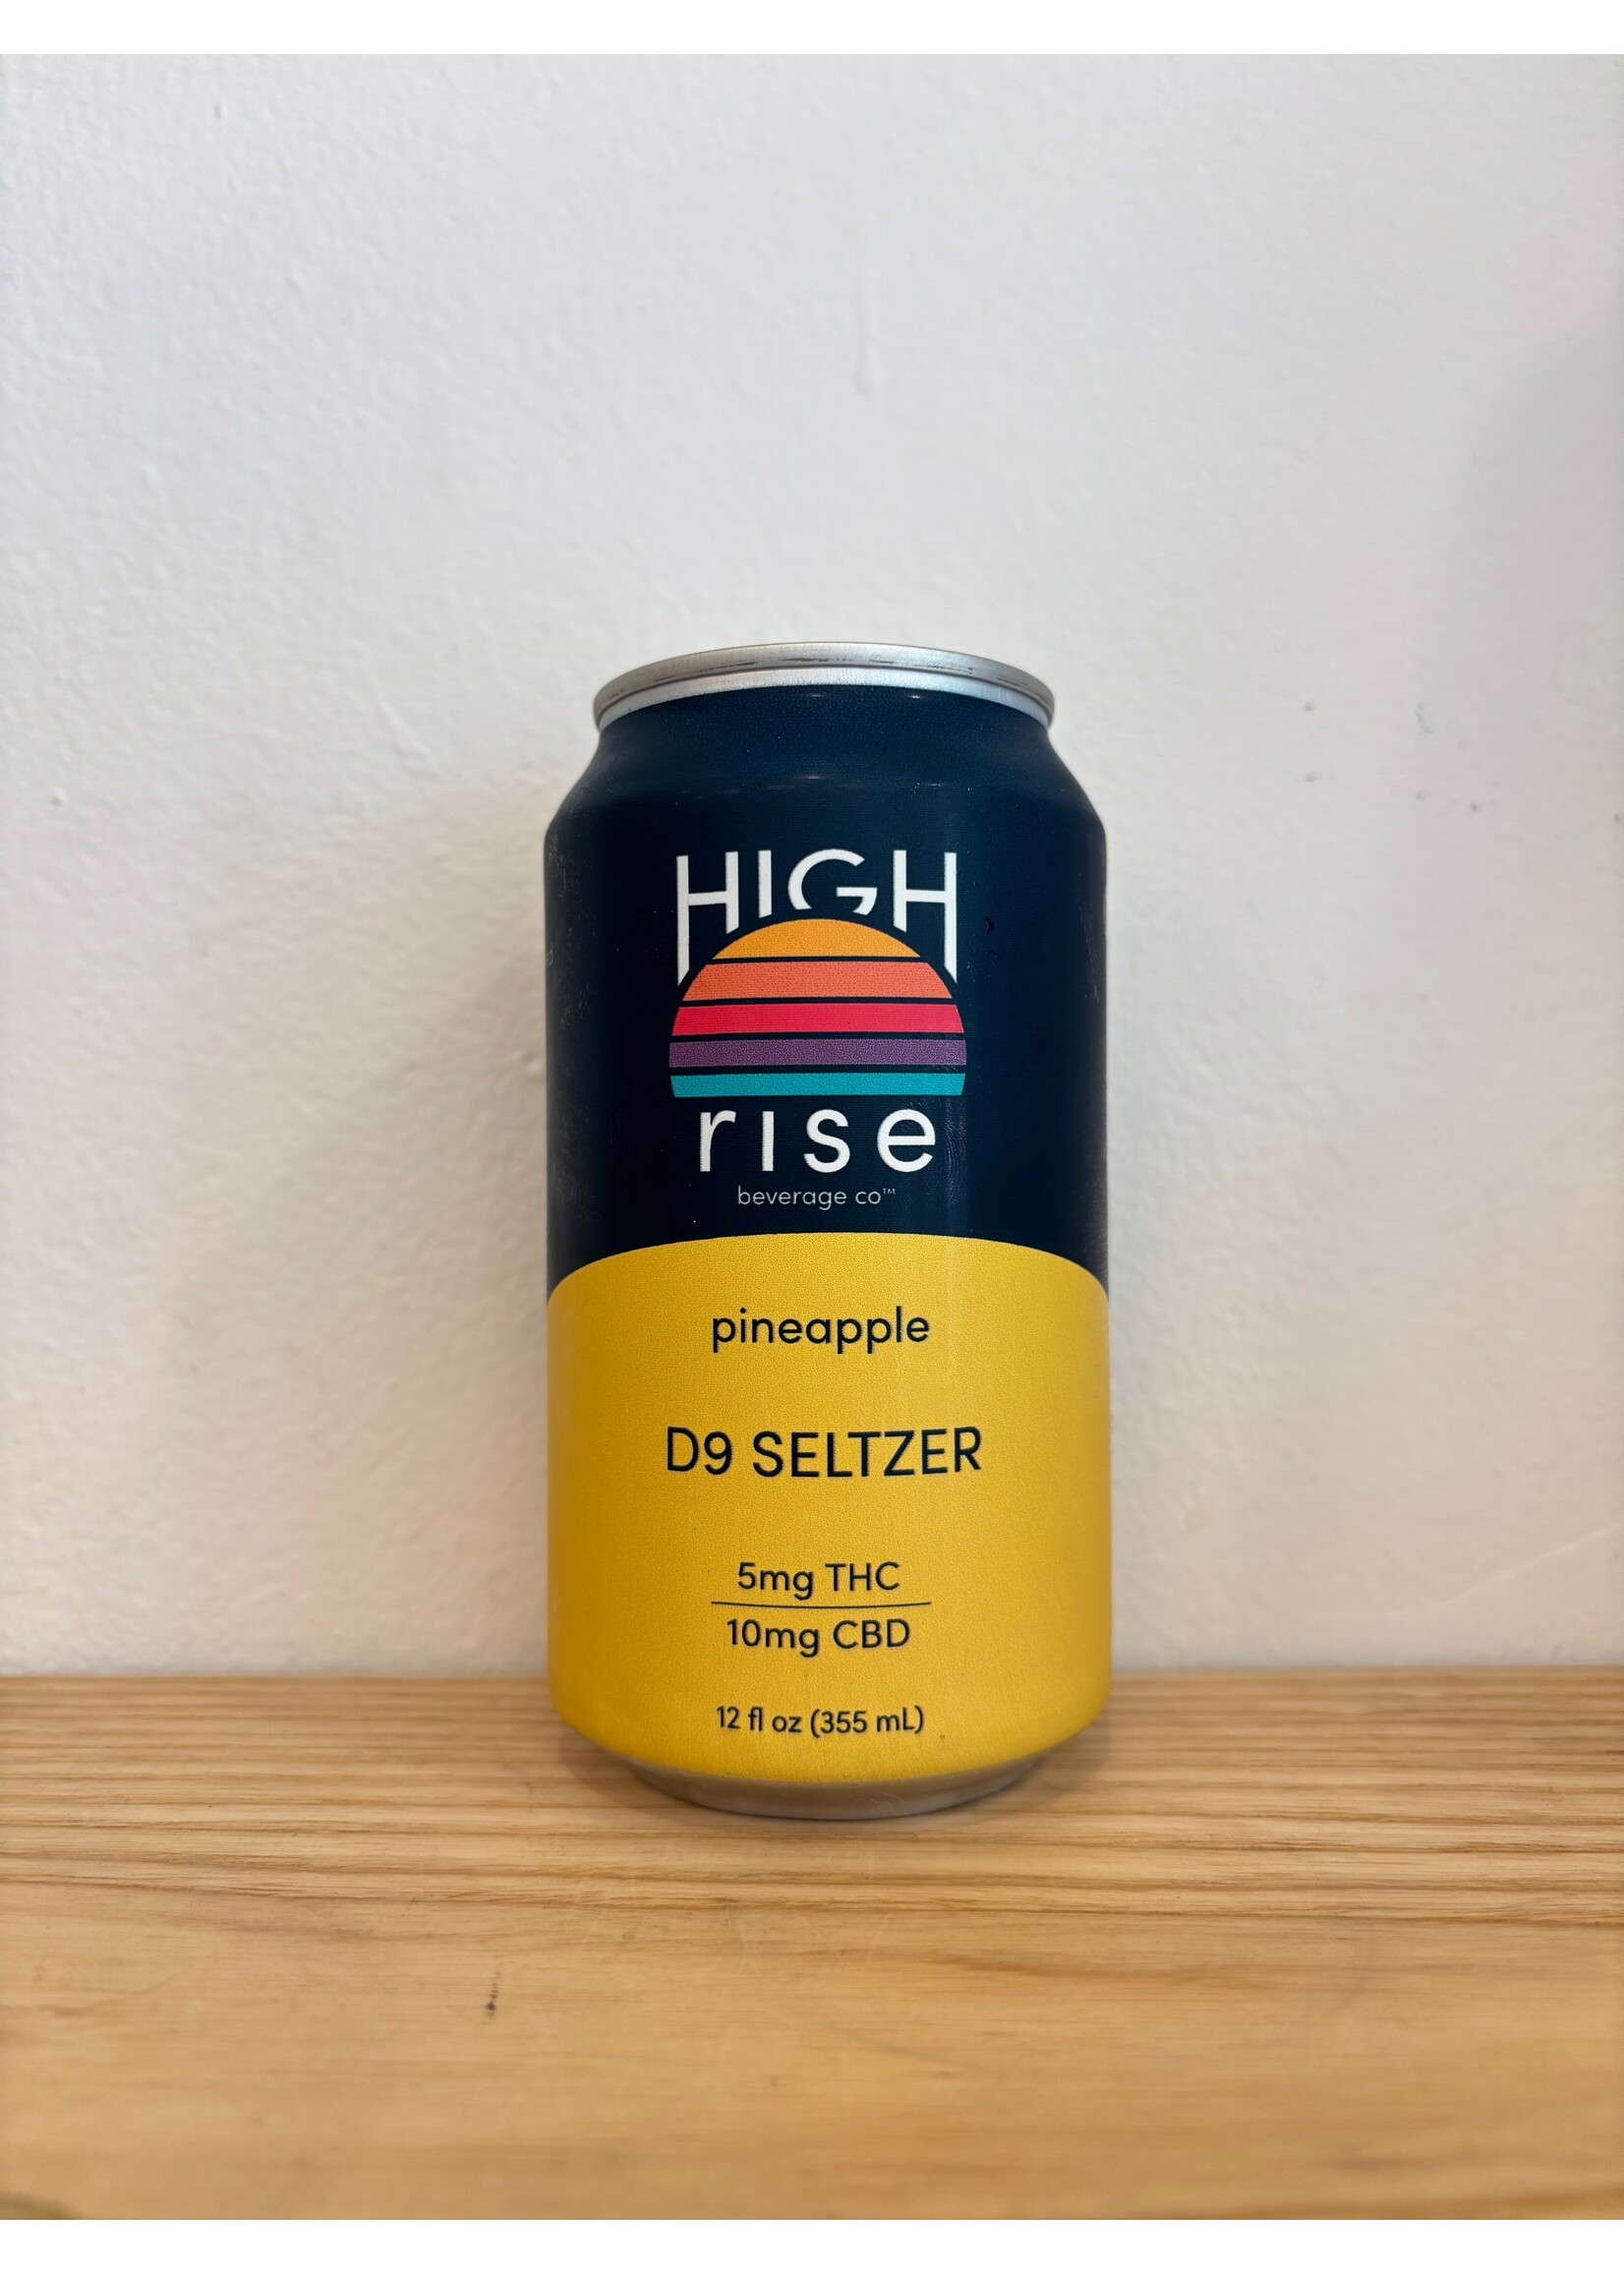 HIGH
rise
beverage co™
pineapple
D9 SELTZER
5mg THC
10mg CBD
12 fl oz (355 mL)